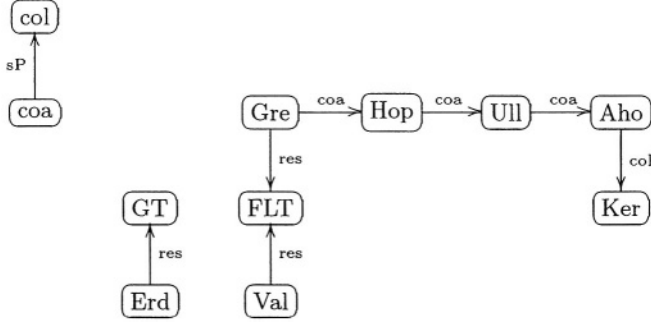 col
sP
coa
Gre coa Hop coa Ull coa Aho
res col
GT FLT Ker
res res
Erd Val